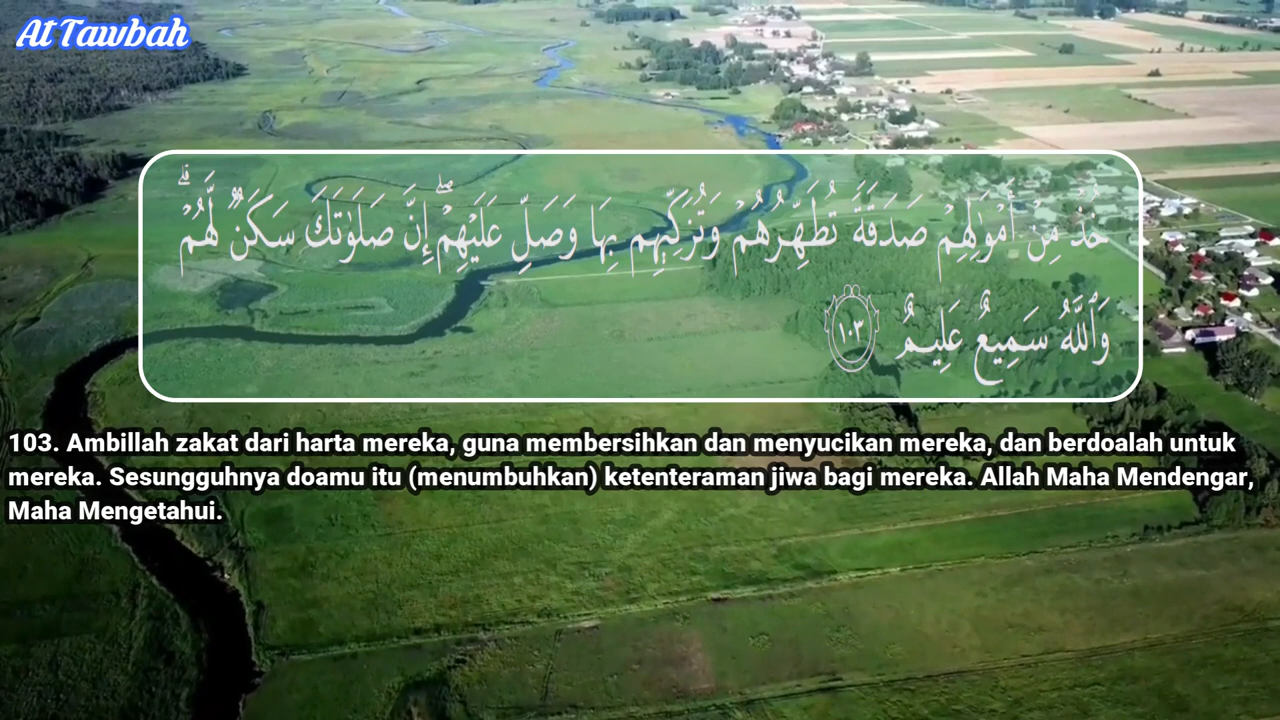 At Tawbah
خُذْ مِنْ أَمْوَٰلِهِمْ صَدَقَةً تُطَهِّرُهُمْ وَتُزَكِّيهِم بِهَا وَصَلِّ عَلَيْهِمْ ۖ إِنَّ صَلَوٰتَكَ سَكَنٌ لَّهُمْ ۗ
وَٱللَّهُ سَمِيعٌ عَلِيمٌ ١٠٣
103. Ambillah zakat dari harta mereka, guna membersihkan dan menyucikan mereka, dan berdoalah untuk
mereka. Sesungguhnya doamu itu (menumbuhkan) ketenteraman jiwa bagi mereka. Allah Maha Mendengar,
Maha Mengetahui.